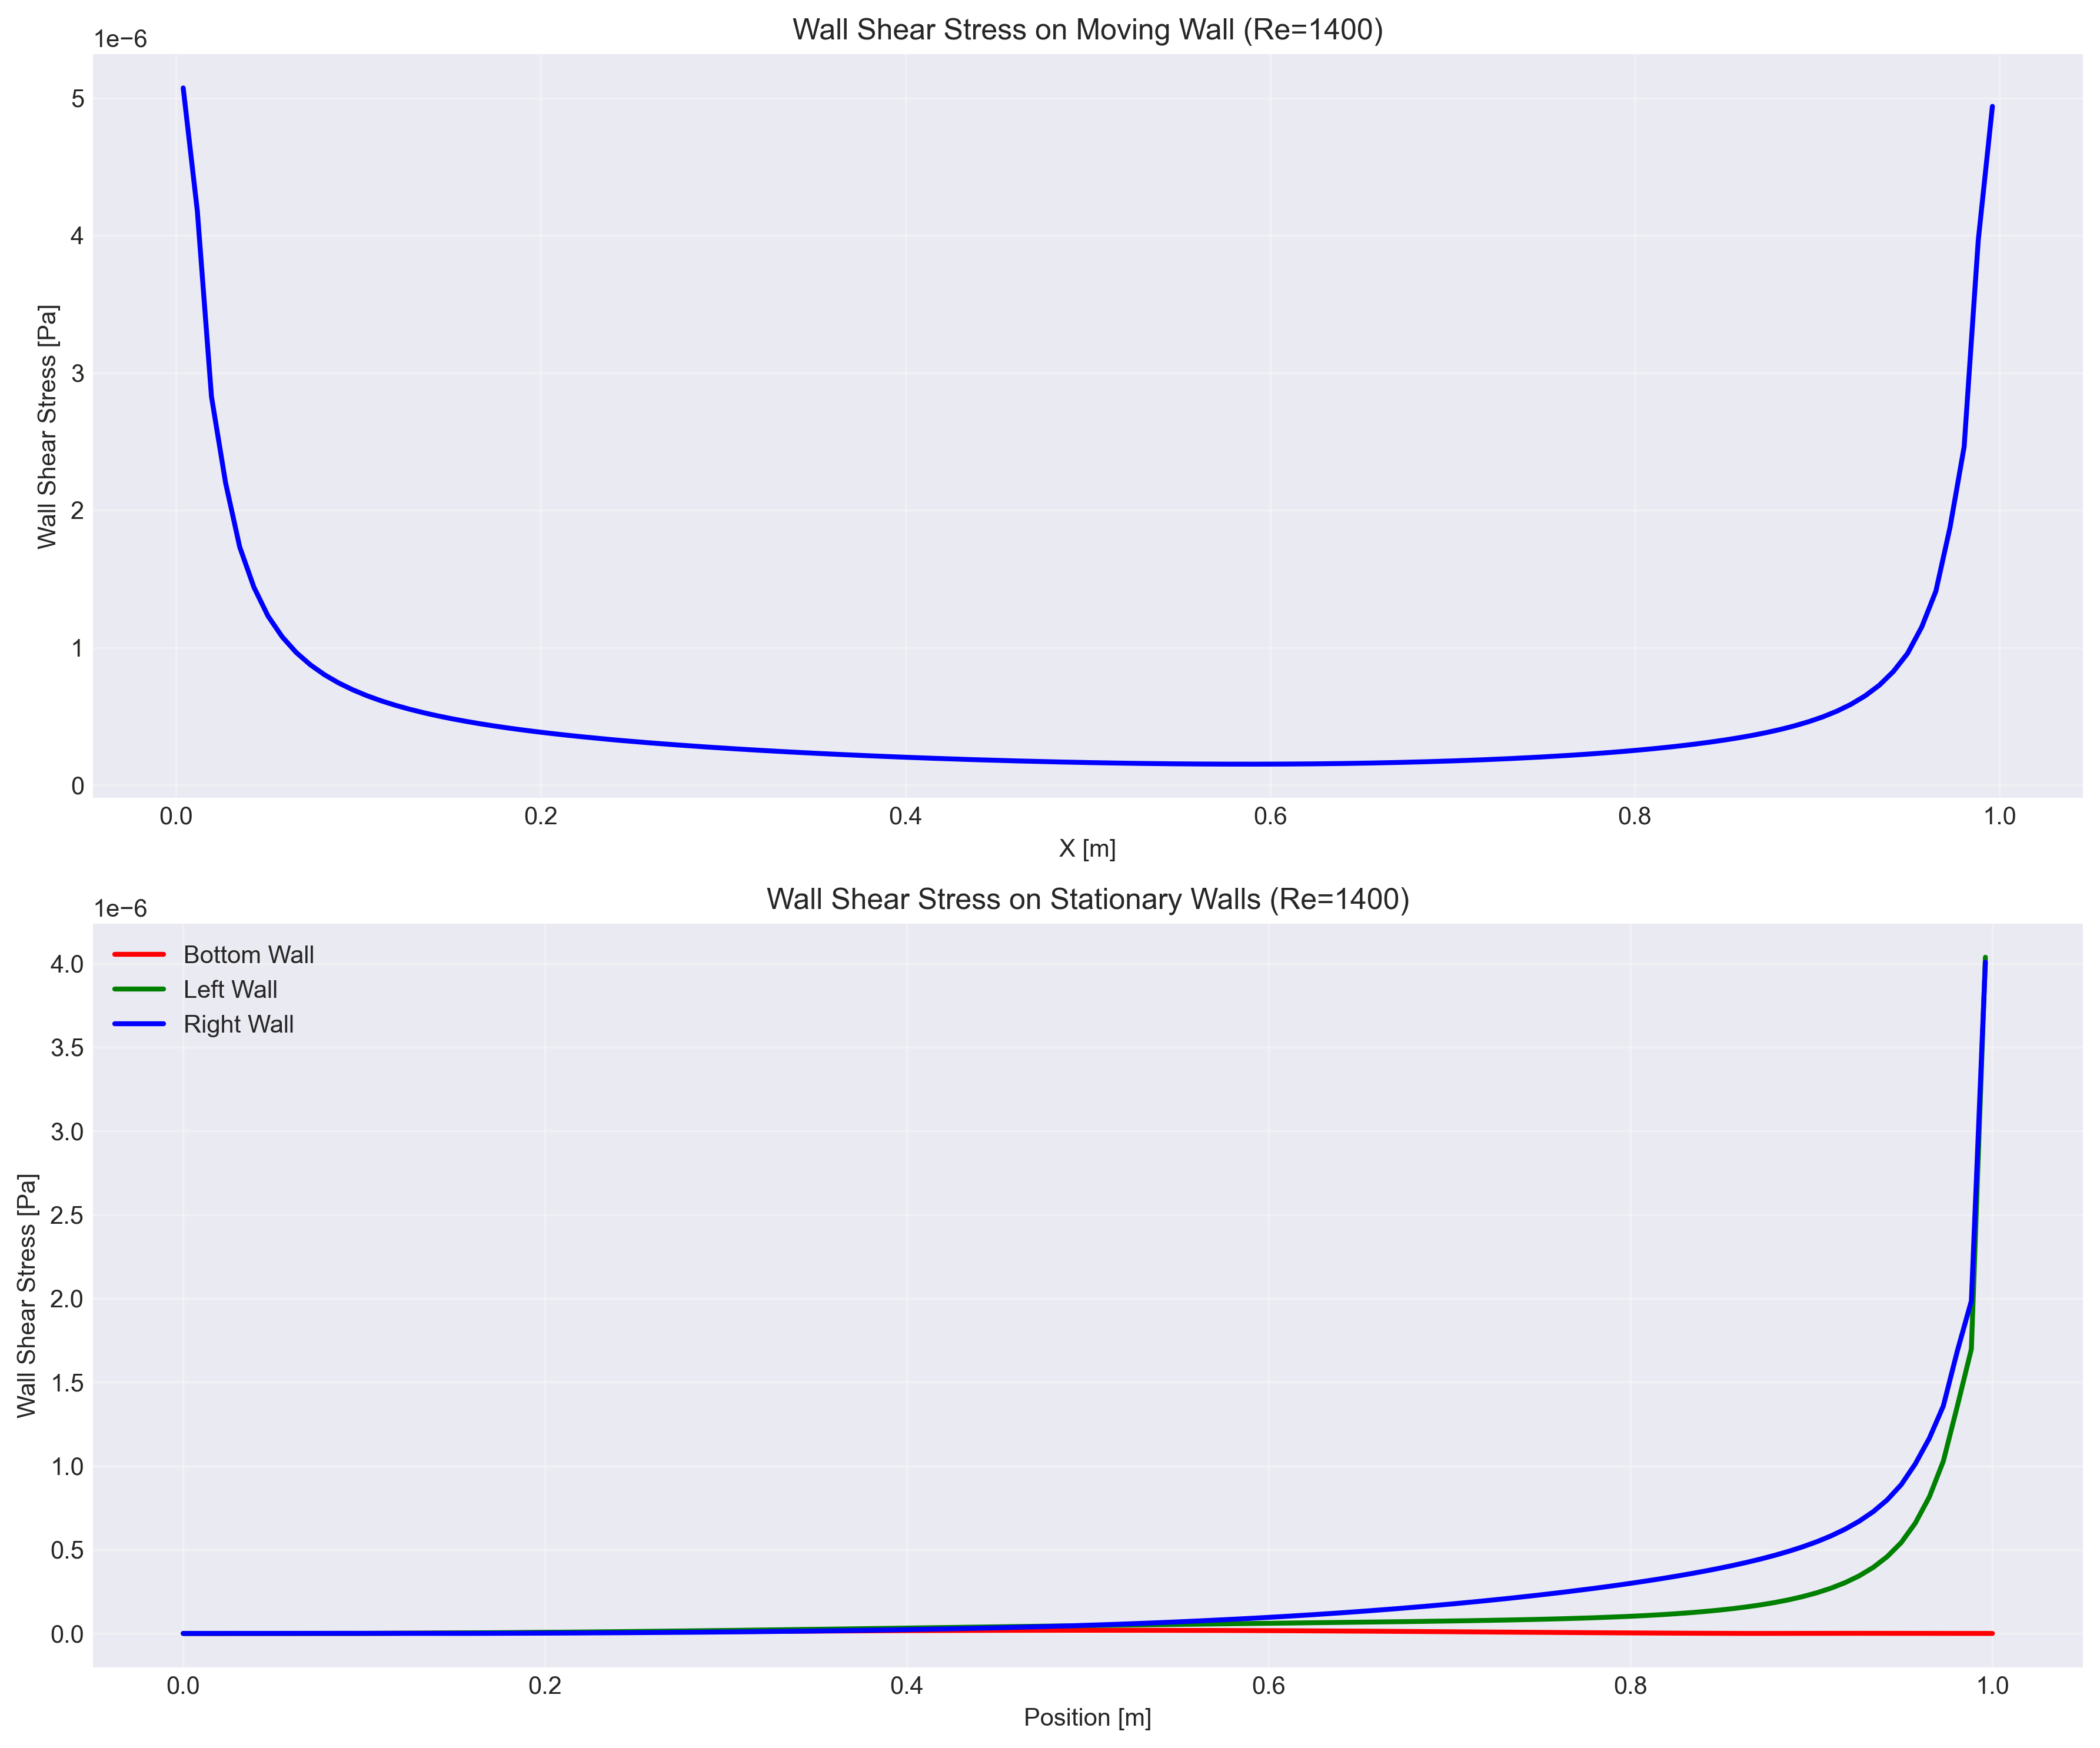 Wall Shear Stress on Moving Wall (Re=1400)
1e−6
5
4
3
2
1
0
Wall Shear Stress [Pa]
0.0 0.2 0.4 0.6 0.8 1.0
X [m]
Wall Shear Stress on Stationary Walls (Re=1400)
1e−6
Bottom Wall
Left Wall
Right Wall
4.0
3.5
3.0
2.5
2.0
1.5
1.0
0.5
0.0
Wall Shear Stress [Pa]
0.0 0.2 0.4 0.6 0.8 1.0
Position [m]